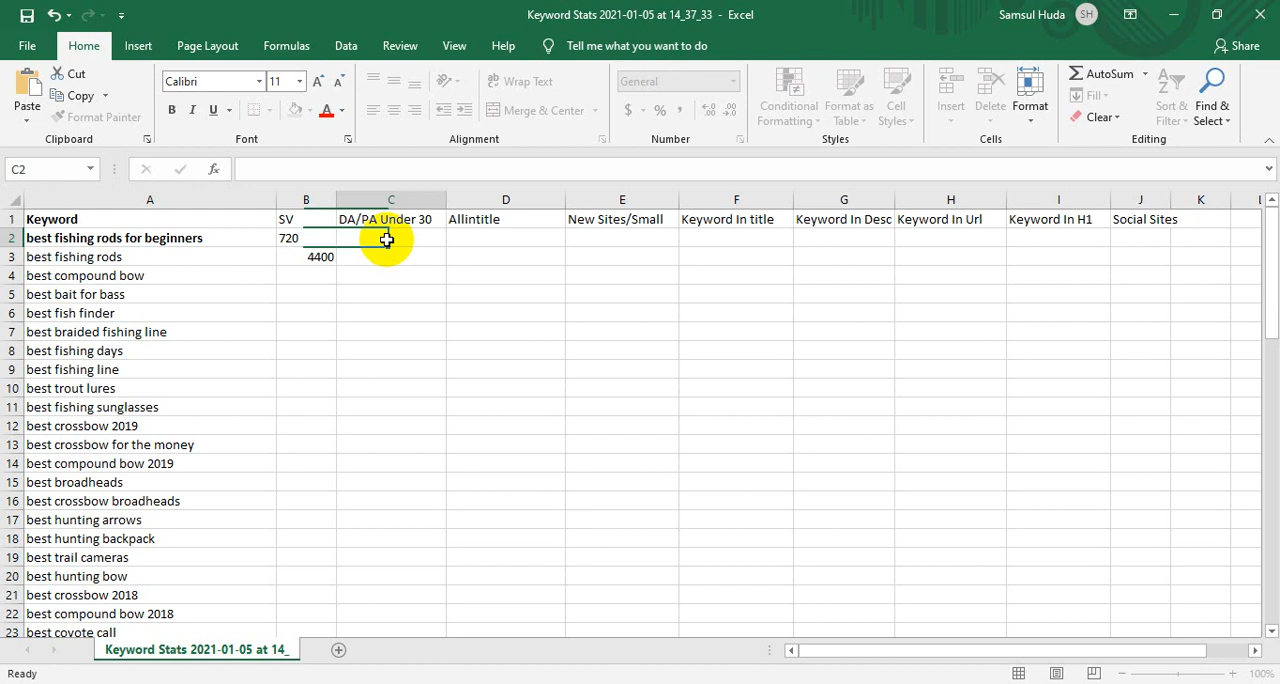 Keyword Stats 2021-01-05 at 14_37_33 - Excel
Samsul Huda SH
File Home Insert Page Layout Formulas Data Review View Help Tell me what you want to do Share
Paste Cut Copy Format Painter
Clipboard
Calibri 11 B I U A
Font
Wrap Text
Merge & Center
Alignment
General
$ % ,
Number
Conditional Formatting Format as Table Cell Styles
Styles
Insert Delete Format
Cells
AutoSum Fill Clear Sort & Filter Find & Select
Editing
C2 fx
A B C D E F G H I J K L
1 Keyword SV DA/PA Under 30 Allintitle New Sites/Small Keyword In title Keyword In Desc Keyword In Url Keyword In H1 Social Sites
2 best fishing rods for beginners 720
3 best fishing rods 4400
4 best compound bow
5 best bait for bass
6 best fish finder
7 best braided fishing line
8 best fishing days
9 best fishing line
10 best trout lures
11 best fishing sunglasses
12 best crossbow 2019
13 best crossbow for the money
14 best compound bow 2019
15 best broadheads
16 best crossbow broadheads
17 best hunting arrows
18 best hunting backpack
19 best trail cameras
20 best hunting bow
21 best crossbow 2018
22 best compound bow 2018
23 best coyote call
Keyword Stats 2021-01-05 at 14_
Ready 100%